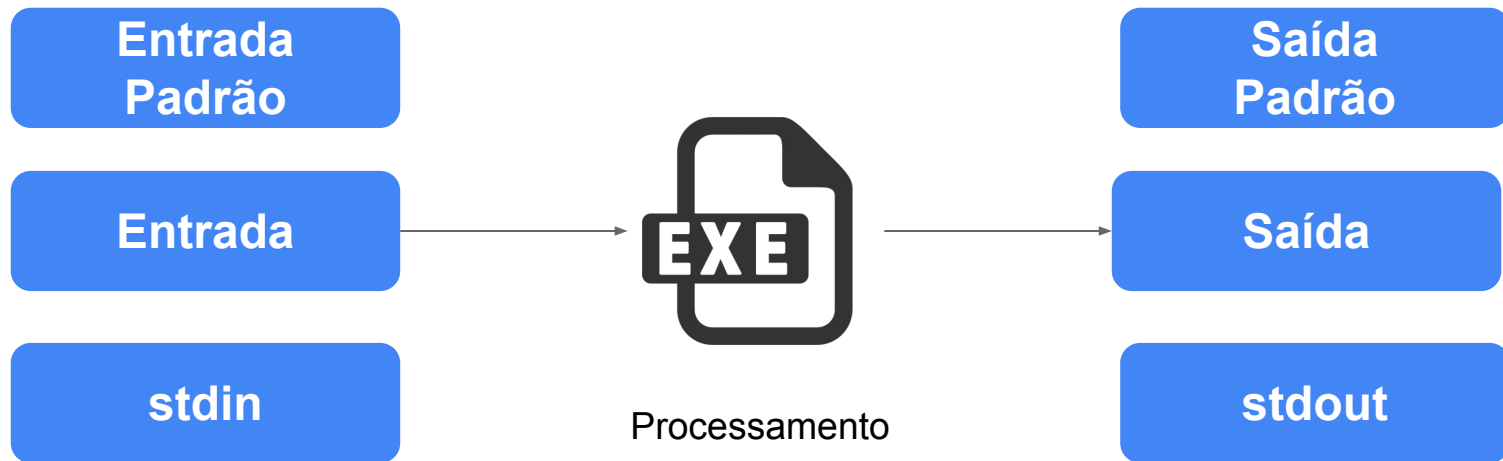 Entrada
Padrão
Entrada
stdin
EXE
Processamento
Saída
Padrão
Saída
stdout